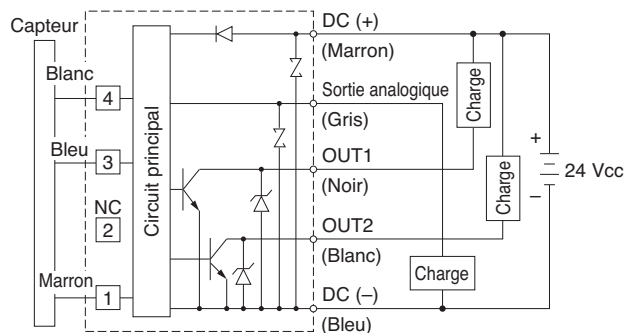 Capteur
Blanc
4
Bleu
3
NC
2
Marron
1
Circuit principal
DC (+)
(Marron)
Sortie analogique
(Gris)
OUT1
(Noir)
OUT2
(Blanc)
DC (–)
(Bleu)
Charge
Charge
Charge
+
24 Vcc
–